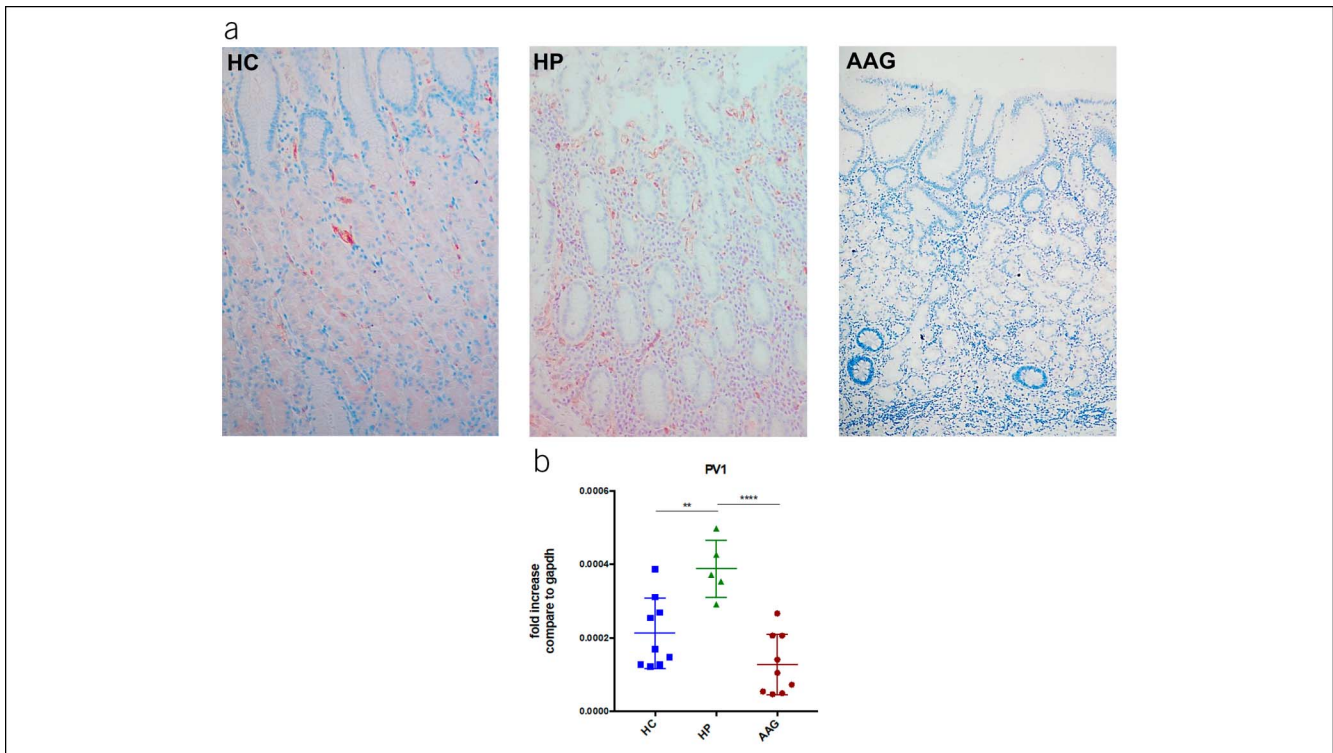 a
HC
HP
AAG
b
PV1
**
****
0.0006
0.0004
0.0002
0.0000
fold increase
compare to gapdh
HC
HP
AAG